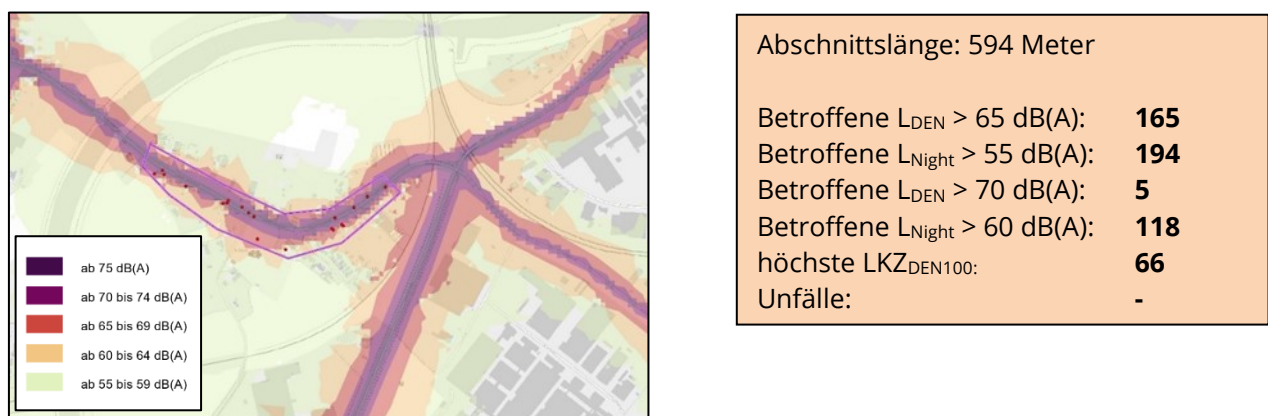 ab 75 dB(A)
ab 70 bis 74 dB(A)
ab 65 bis 69 dB(A)
ab 60 bis 64 dB(A)
ab 55 bis 59 dB(A)
Abschnittslänge: 594 Meter
Betroffene LDEN > 65 dB(A): 165
Betroffene LNight > 55 dB(A): 194
Betroffene LDEN > 70 dB(A): 5
Betroffene LNight > 60 dB(A): 118
höchste LKZDEN100: 66
Unfälle: -